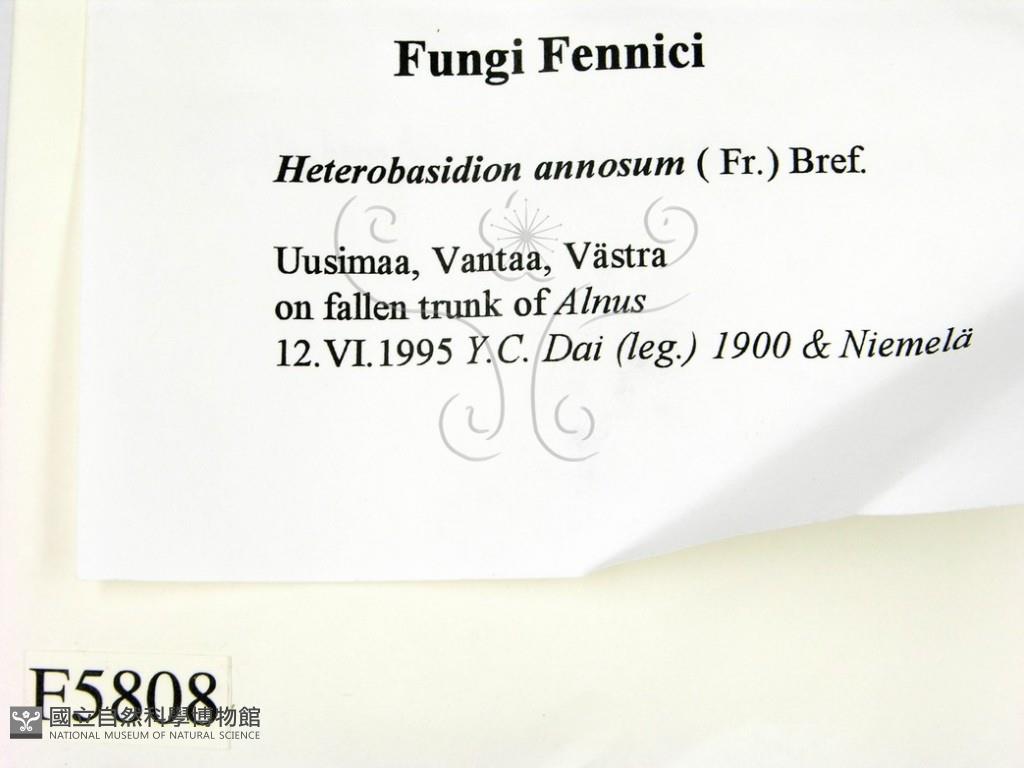 Fungi Fennici
Heterobasidion annosum ( Fr.) Bref.
Uusimaa, Vantaa, Västra
on fallen trunk of Alnus
12.VI.1995 Y.C. Dai (leg.) 1900 & Niemelä
F5808
國立自然科學博物館
NATIONAL MUSEUM OF NATURAL SCIENCE